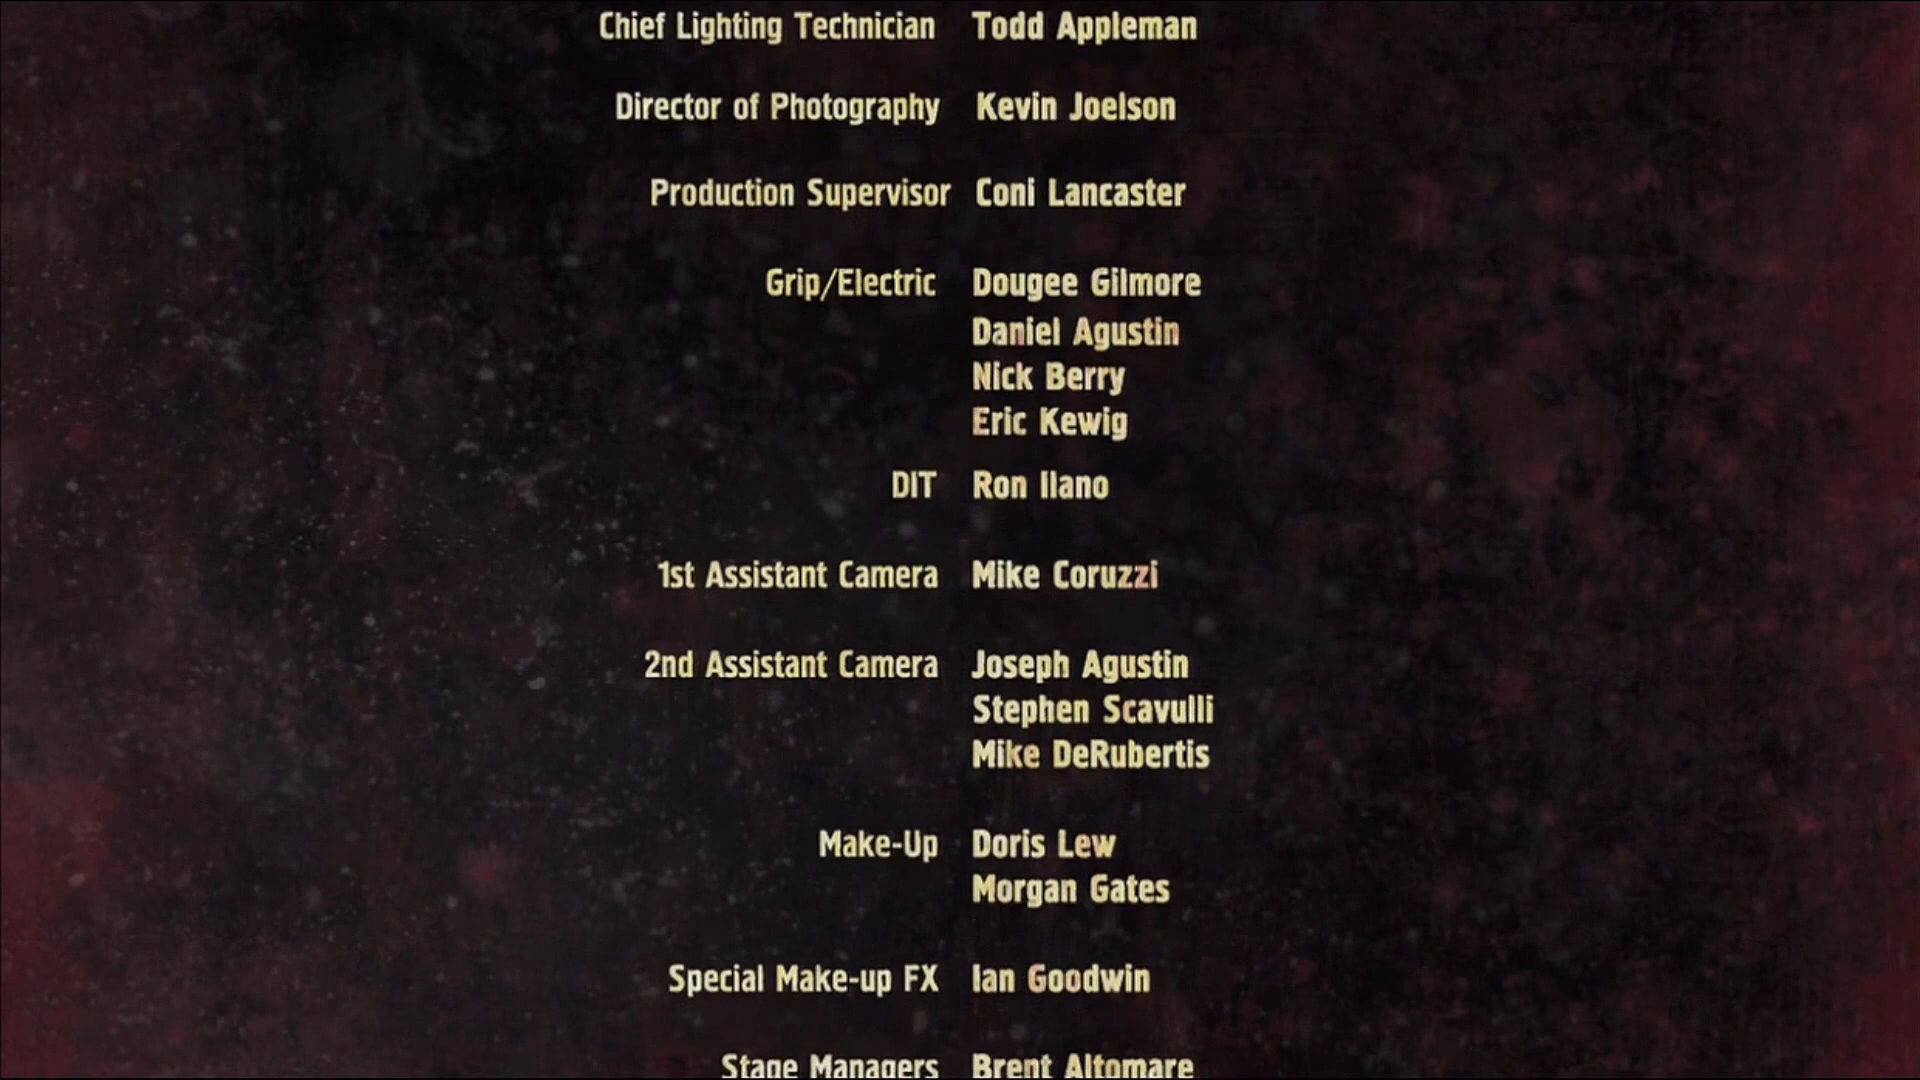 Chief Lighting Technician Todd Appleman
Director of Photography Kevin Joelson
Production Supervisor Coni Lancaster
Grip/Electric Dougee Gilmore
Daniel Agustin
Nick Berry
Eric Kewig
DIT Ron Ilano
1st Assistant Camera Mike Coruzzi
2nd Assistant Camera Joseph Agustin
Stephen Scavulli
Mike DeRubertis
Make-Up Doris Lew
Morgan Gates
Special Make-up FX Ian Goodwin
Stage Managers Brent Altomare